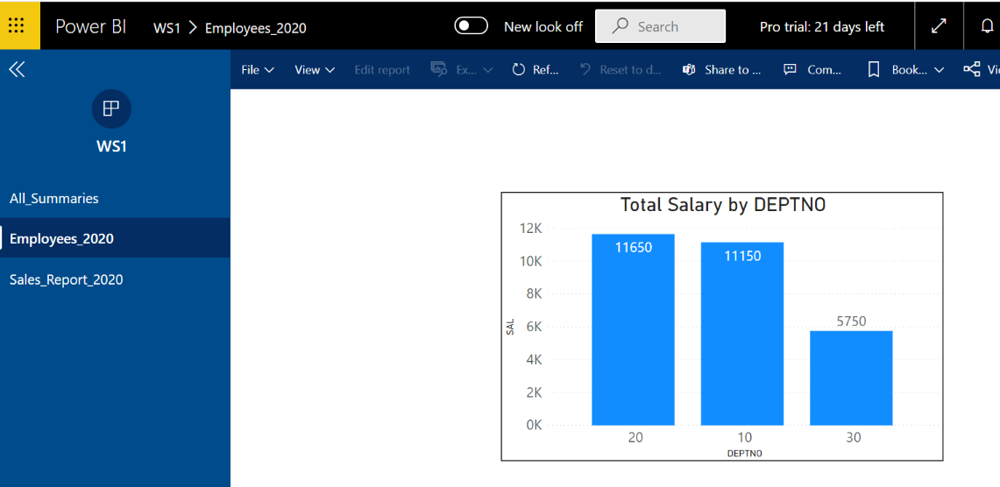 Power BI WS1 > Employees_2020 New look off Search Pro trial: 21 days left
File View Edit report Ex... Ref... Reset to d... Share to ... Com... Book... Vi
WS1
All_Summaries
Employees_2020
Sales_Report_2020
Total Salary by DEPTNO
12K
10K
8K
6K
4K
2K
0K
SAL
11650
11150
5750
20 10 30
DEPTNO